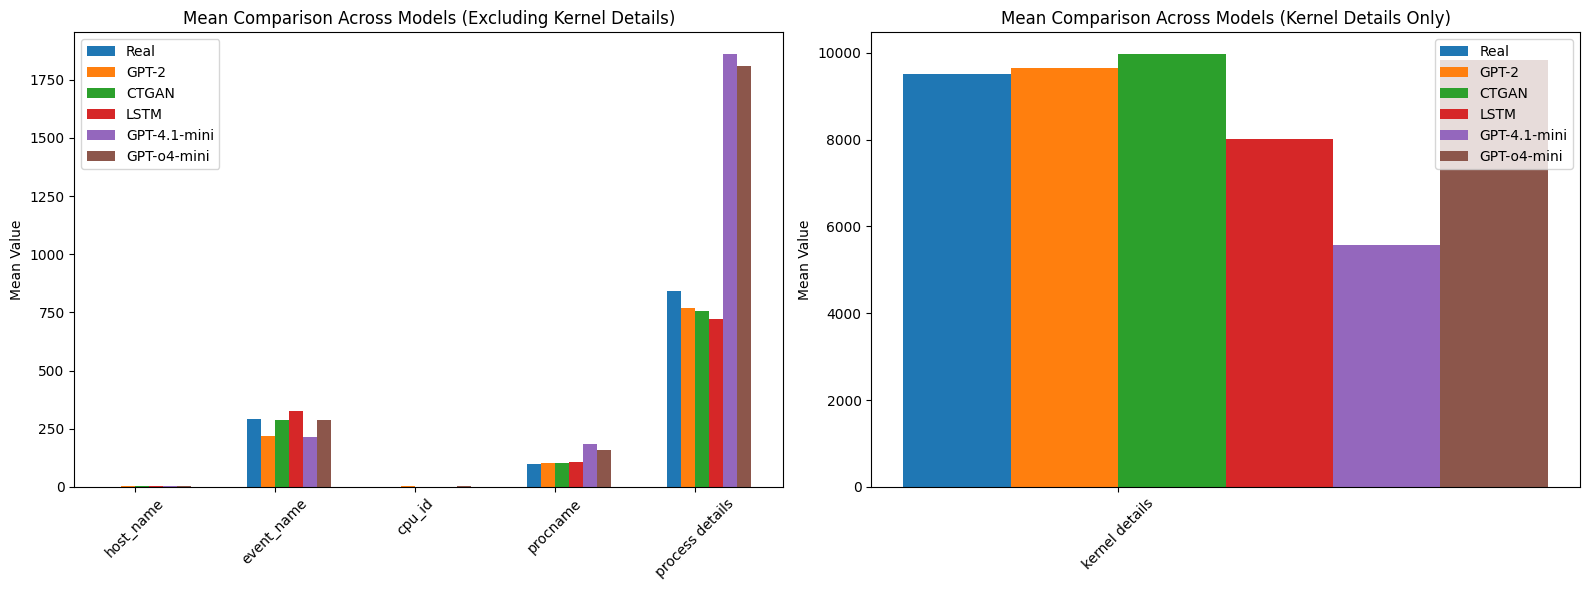 Mean Comparison Across Models (Excluding Kernel Details)
Mean Value
1750
1500
1250
1000
750
500
250
0
Real
GPT-2
CTGAN
LSTM
GPT-4.1-mini
GPT-o4-mini
host_name
event_name
cpu_id
procname
process details
Mean Comparison Across Models (Kernel Details Only)
Mean Value
10000
8000
6000
4000
2000
0
Real
GPT-2
CTGAN
LSTM
GPT-4.1-mini
GPT-o4-mini
kernel details